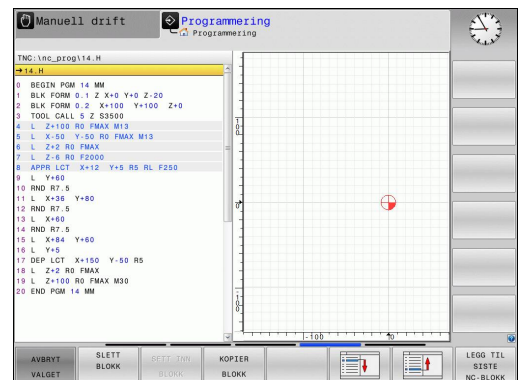 Manuell drift
Programmering
Programmering
TNC:\nc_prog\14.H
→14.H
0 BEGIN PGM 14 MM
1 BLK FORM 0.1 Z X+0 Y+0 Z-20
2 BLK FORM 0.2 X+100 Y+100 Z+0
3 TOOL CALL 5 Z S3500
4 L Z+100 R0 FMAX M13
5 L X-50 Y-50 R0 FMAX M13
6 L Z+2 R0 FMAX
7 L Z-6 R0 F2000
8 APPR LCT X+12 Y+5 R5 RL F250
9 L Y+60
10 RND R7.5
11 L X+36 Y+80
12 RND R7.5
13 L X+60
14 RND R7.5
15 L X+84 Y+60
16 L Y+5
17 DEP LCT X+150 Y-50 R5
18 L Z+2 R0 FMAX
19 L Z+100 R0 FMAX M30
20 END PGM 14 MM
-100
0
AVBRYT
VALGET
SLETT
BLOKK
SETT INN
BLOKK
KOPIER
BLOKK
LEGG TIL
SISTE
NC-BLOKK